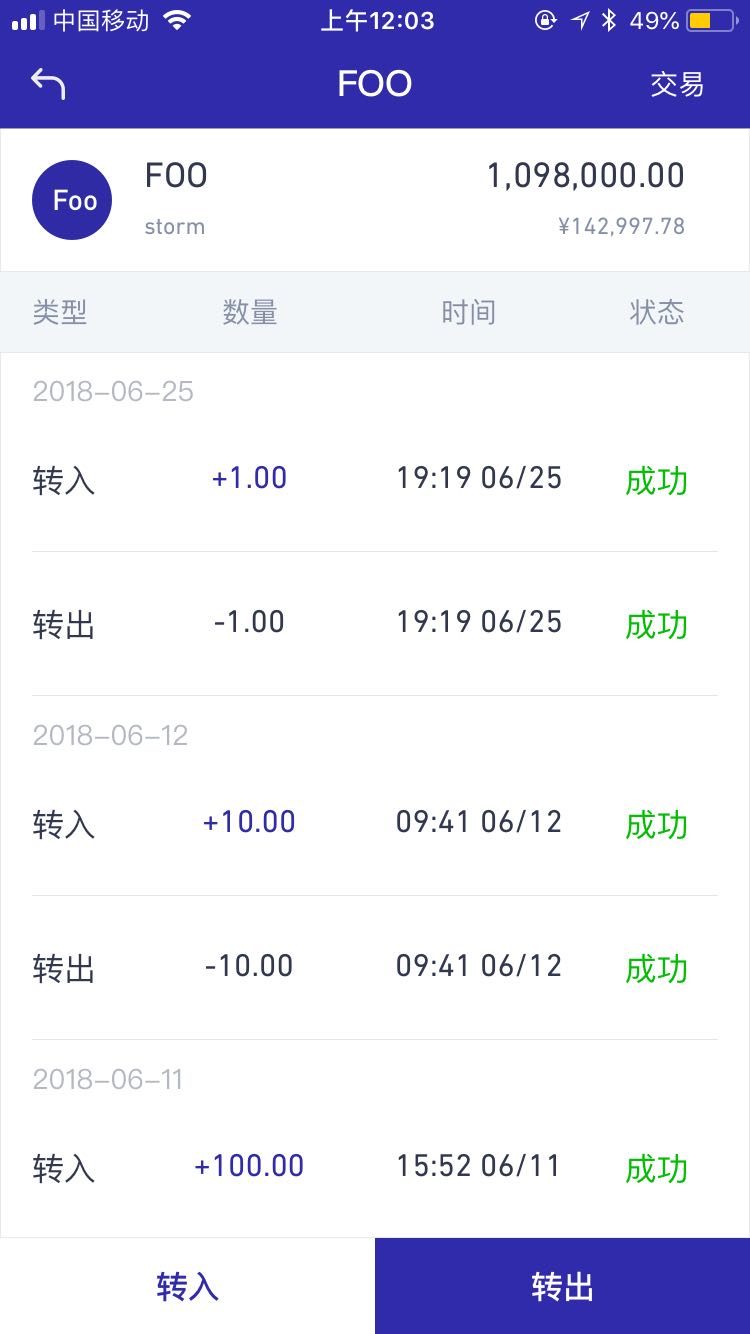 中国移动 上午12:03 49%
FOO 交易
Foo FOO 1,098,000.00
storm ¥142,997.78
类型 数量 时间 状态
2018-06-25
转入 +1.00 19:19 06/25 成功
转出 -1.00 19:19 06/25 成功
2018-06-12
转入 +10.00 09:41 06/12 成功
转出 -10.00 09:41 06/12 成功
2018-06-11
转入 +100.00 15:52 06/11 成功
转入 转出